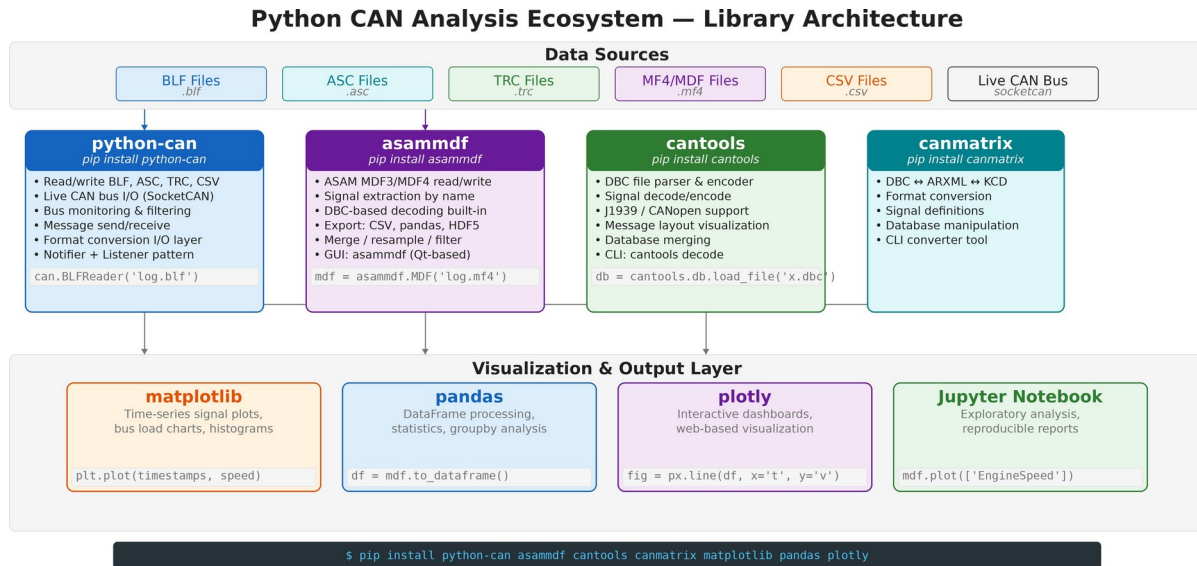 Python CAN Analysis Ecosystem — Library Architecture
Data Sources
BLF Files
.blf
ASC Files
.asc
TRC Files
.trc
MF4/MDF Files
.mf4
CSV Files
.csv
Live CAN Bus
socketcan
python-can
pip install python-can
• Read/write BLF, ASC, TRC, CSV
• Live CAN bus I/O (SocketCAN)
• Bus monitoring & filtering
• Message send/receive
• Format conversion I/O layer
• Notifier + Listener pattern
can.BLFReader('log.blf')
asammdf
pip install asammdf
• ASAM MDF3/MDF4 read/write
• Signal extraction by name
• DBC-based decoding built-in
• Export: CSV, pandas, HDF5
• Merge / resample / filter
• GUI: asammdf (Qt-based)
mdf = asammdf.MDF('log.mf4')
cantools
pip install cantools
• DBC file parser & encoder
• Signal decode/encode
• J1939 / CANopen support
• Message layout visualization
• Database merging
• CLI: cantools decode
db = cantools.db.load_file('x.dbc')
canmatrix
pip install canmatrix
• DBC ↔ ARXML ↔ KCD
• Format conversion
• Signal definitions
• Database manipulation
• CLI converter tool
Visualization & Output Layer
matplotlib
Time-series signal plots,
bus load charts, histograms
plt.plot(timestamps, speed)
pandas
DataFrame processing,
statistics, groupby analysis
df = mdf.to_dataframe()
plotly
Interactive dashboards,
web-based visualization
fig = px.line(df, x='t', y='v')
Jupyter Notebook
Exploratory analysis,
reproducible reports
mdf.plot(['EngineSpeed'])
$ pip install python-can asammdf cantools canmatrix matplotlib pandas plotly